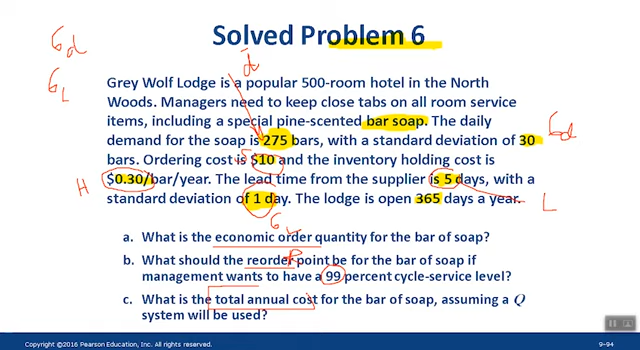 Solved Problem 6
σd
d̄
σL
Grey Wolf Lodge is a popular 500-room hotel in the North
Woods. Managers need to keep close tabs on all room service
items, including a special pine-scented bar soap. The daily
demand for the soap is 275 bars, with a standard deviation of 30
σd
bars. Ordering cost is $10 and the inventory holding cost is
S
H
$0.30/bar/year. The lead time from the supplier is 5 days, with a
L
standard deviation of 1 day. The lodge is open 365 days a year.
σL
a. What is the economic order quantity for the bar of soap?
b. What should the reorder point be for the bar of soap if
R
management wants to have a 99 percent cycle-service level?
c. What is the total annual cost for the bar of soap, assuming a Q
system will be used?
Copyright ©2016 Pearson Education, Inc. All rights reserved.
9-94